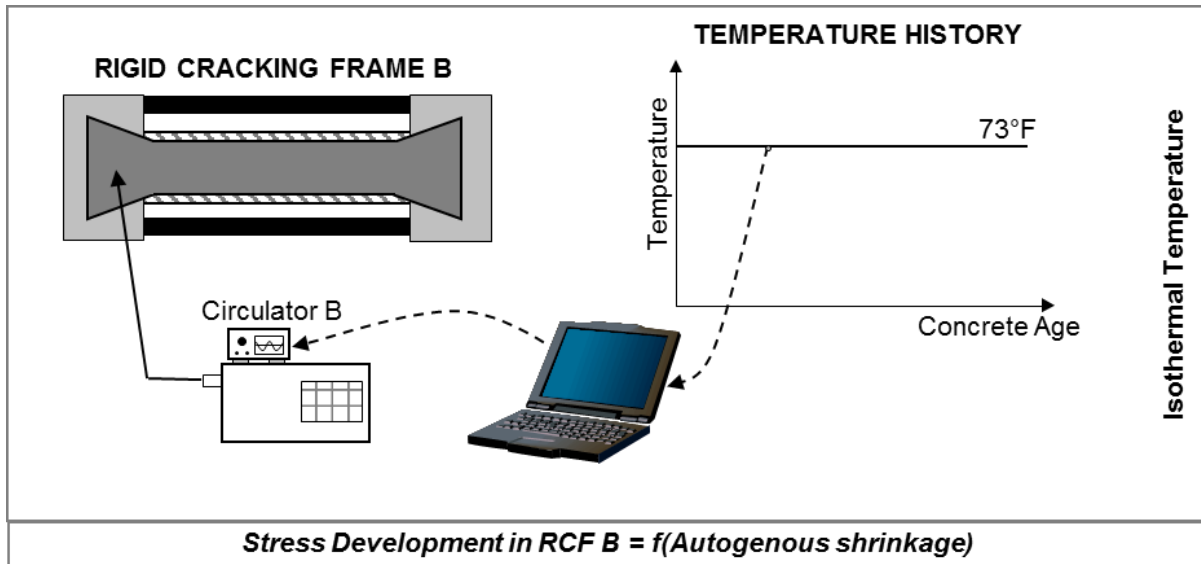 TEMPERATURE HISTORY
RIGID CRACKING FRAME B
Temperature
73°F
Concrete Age
Isothermal Temperature
Circulator B
Stress Development in RCF B = f(Autogenous shrinkage)